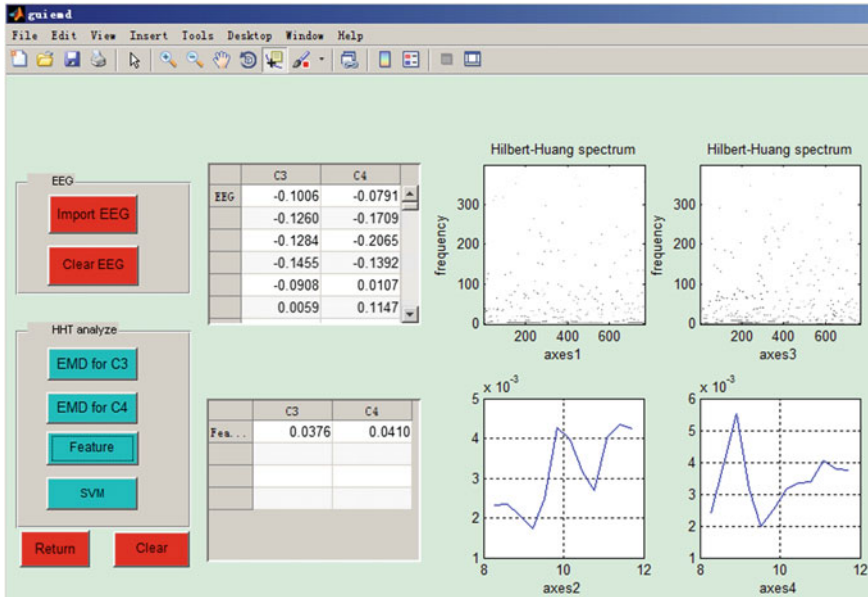 guiemd
File Edit View Insert Tools Desktop Window Help
EEG
Import EEG
Clear EEG
HHT analyze
EMD for C3
EMD for C4
Feature
SVM
Return Clear
C3 C4
EEG -0.1006 -0.0791
-0.1260 -0.1709
-0.1284 -0.2065
-0.1455 -0.1392
-0.0908 0.0107
0.0059 0.1147
C3 C4
Fea... 0.0376 0.0410
Hilbert-Huang spectrum
frequency
300
200
100
0
200 400 600
axes1
Hilbert-Huang spectrum
frequency
300
200
100
0
200 400 600
axes3
x 10⁻³
5
4
3
2
1
8 10 12
axes2
x 10⁻³
6
5
4
3
2
1
8 10 12
axes4